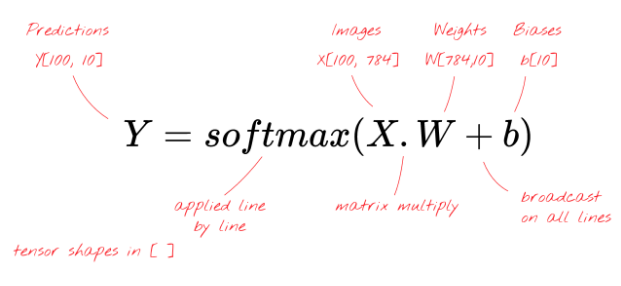 Predictions
Y[100, 10]
Images
X[100, 784]
Weights
W[784,10]
Biases
b[10]
Y = softmax(X.W + b)
applied line
by line
matrix multiply
broadcast
on all lines
tensor shapes in [ ]